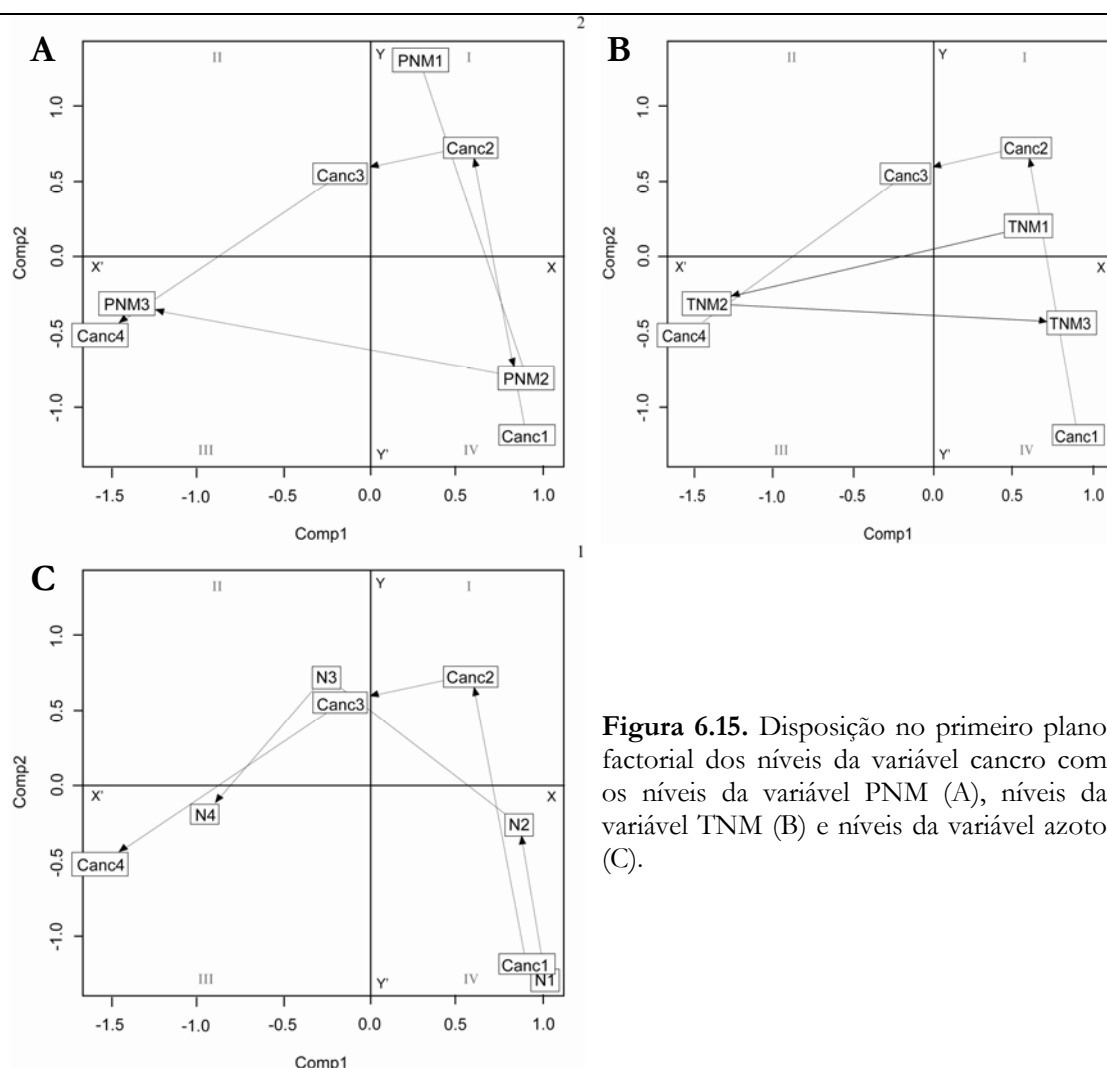 2
A
II
Y
I
PNM1
Canc2
Canc3
X'
X
PNM3
Canc4
PNM2
Canc1
III
Y'
IV
1.0
0.5
0.0
-0.5
-1.0
Comp2
-1.5
-1.0
-0.5
0.0
0.5
1.0
Comp1
B
II
Y
I
Canc2
Canc3
TNM1
X'
X
TNM2
TNM3
Canc4
Canc1
III
Y'
IV
1.0
0.5
0.0
-0.5
-1.0
Comp2
-1.5
-1.0
-0.5
0.0
0.5
1.0
Comp1
1
C
II
Y
I
N3
Canc2
Canc3
X'
X
N4
N2
Canc4
Canc1
N1
III
Y'
IV
1.0
0.5
0.0
-0.5
-1.0
Comp2
-1.5
-1.0
-0.5
0.0
0.5
1.0
Comp1
Figura 6.15. Disposição no primeiro plano
factorial dos níveis da variável cancro com
os níveis da variável PNM (A), níveis da
variável TNM (B) e níveis da variável azoto
(C).